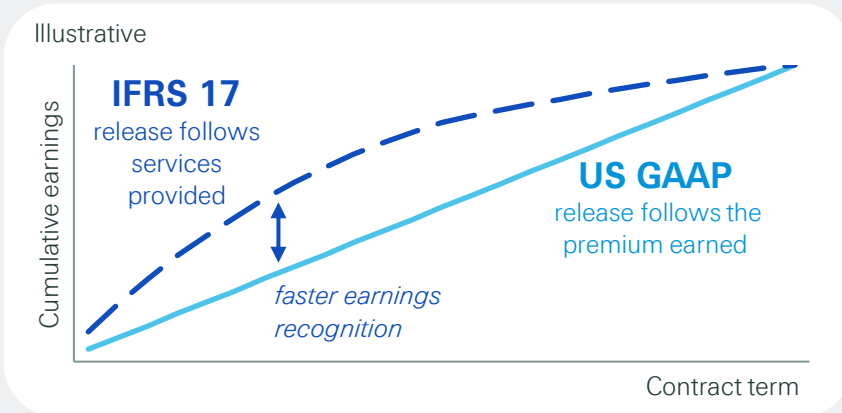 Illustrative
Cumulative earnings
IFRS 17
release follows
services
provided
US GAAP
release follows the
premium earned
faster earnings
recognition
Contract term